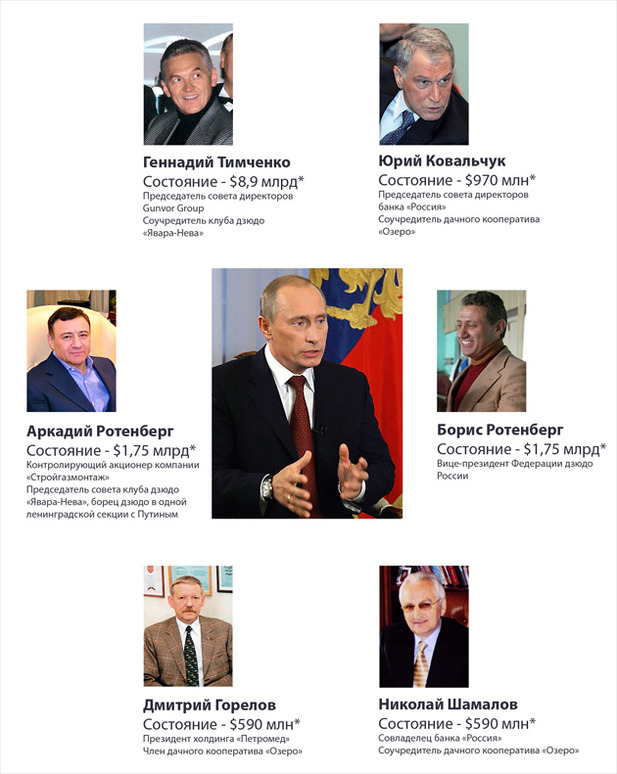 Геннадий Тимченко
Состояние - $8,9 млрд*
Председатель совета директоров
Gunvor Group
Соучредитель клуба дзюдо
«Явара-Нева»
Юрий Ковальчук
Состояние - $970 млн*
Председатель совета директоров
банка «Россия»
Соучредитель дачного кооператива
«Озеро»
Аркадий Ротенберг
Состояние - $1,75 млрд*
Контролирующий акционер компании
«Стройгазмонтаж»
Председатель совета клуба дзюдо
«Явара-Нева», борец дзюдо в одной
ленинградской секции с Путиным
Борис Ротенберг
Состояние - $1,75 млрд*
Вице-президент Федерации дзюдо
России
Дмитрий Горелов
Состояние - $590 млн*
Президент холдинга «Петромед»
Член дачного кооператива «Озеро»
Николай Шамалов
Состояние - $590 млн*
Совладелец банка «Россия»
Соучредитель дачного кооператива «Озеро»